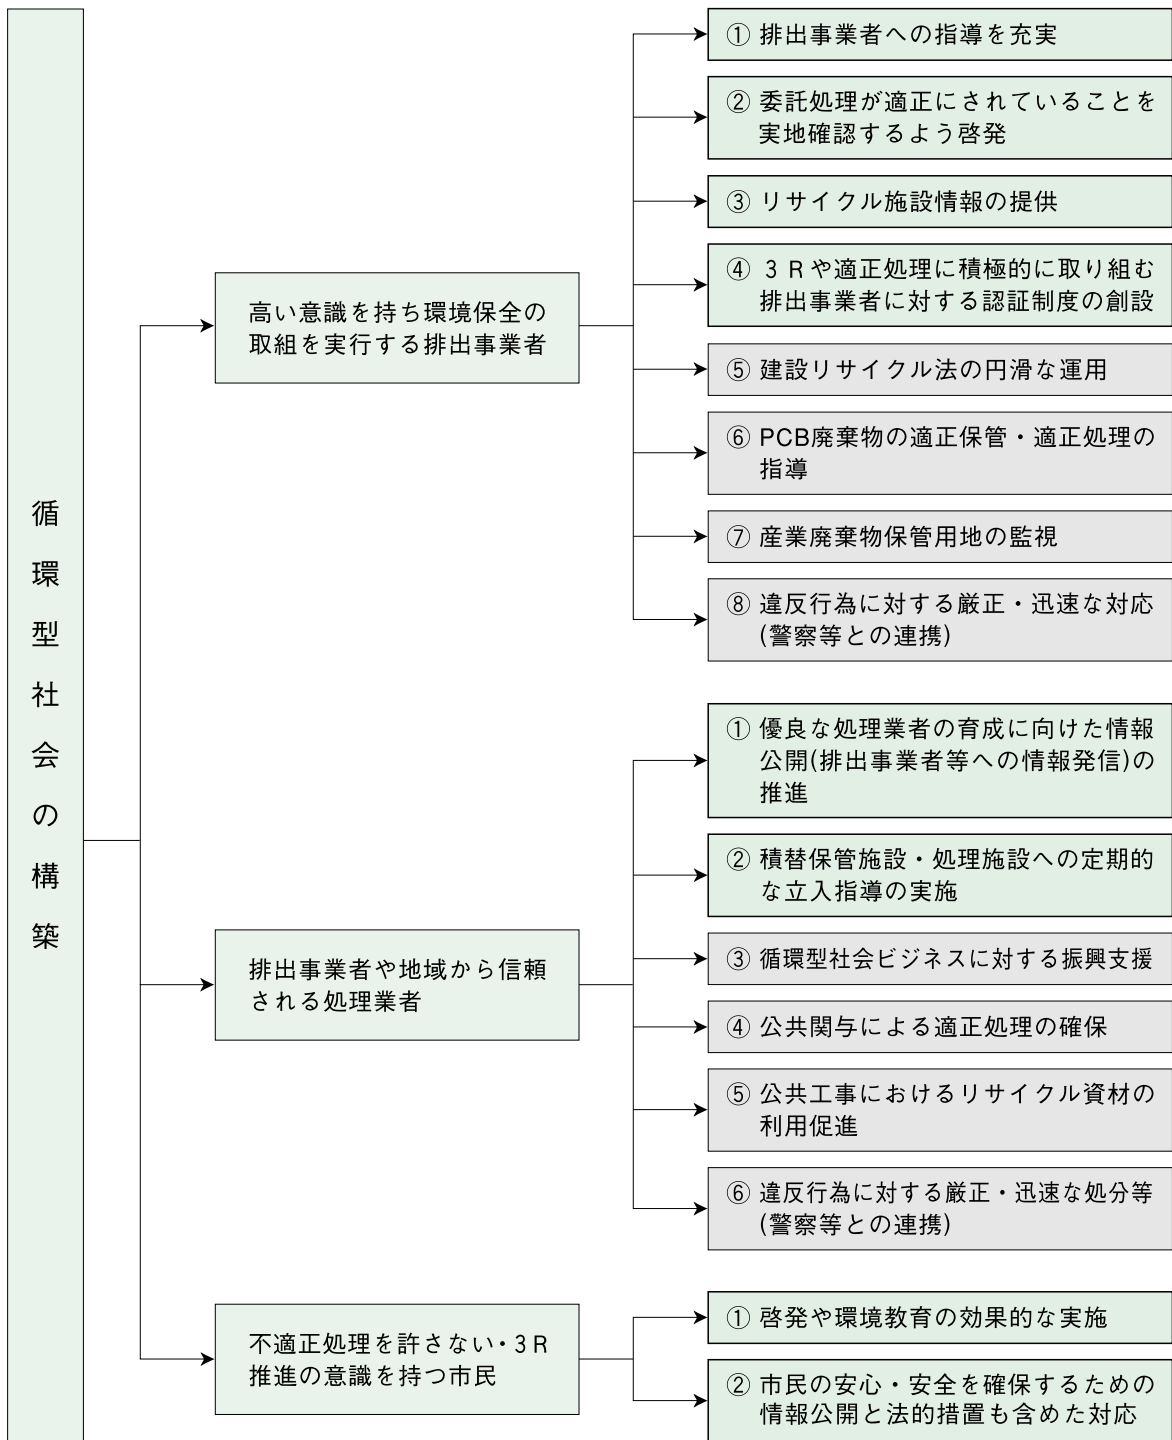 循環型社会の構築
高い意識を持ち環境保全の
取組を実行する排出事業者
① 排出事業者への指導を充実
② 委託処理が適正にされていることを
実地確認するよう啓発
③ リサイクル施設情報の提供
④ 3Rや適正処理に積極的に取り組む
排出事業者に対する認証制度の創設
⑤ 建設リサイクル法の円滑な運用
⑥ PCB廃棄物の適正保管・適正処理の
指導
⑦ 産業廃棄物保管用地の監視
⑧ 違反行為に対する厳正・迅速な対応
(警察等との連携)
排出事業者や地域から信頼
される処理業者
① 優良な処理業者の育成に向けた情報
公開(排出事業者等への情報発信)の
推進
② 積替保管施設・処理施設への定期的
な立入指導の実施
③ 循環型社会ビジネスに対する振興支援
④ 公共関与による適正処理の確保
⑤ 公共工事におけるリサイクル資材の
利用促進
⑥ 違反行為に対する厳正・迅速な処分等
(警察等との連携)
不適正処理を許さない・3R
推進の意識を持つ市民
① 啓発や環境教育の効果的な実施
② 市民の安心・安全を確保するための
情報公開と法的措置も含めた対応